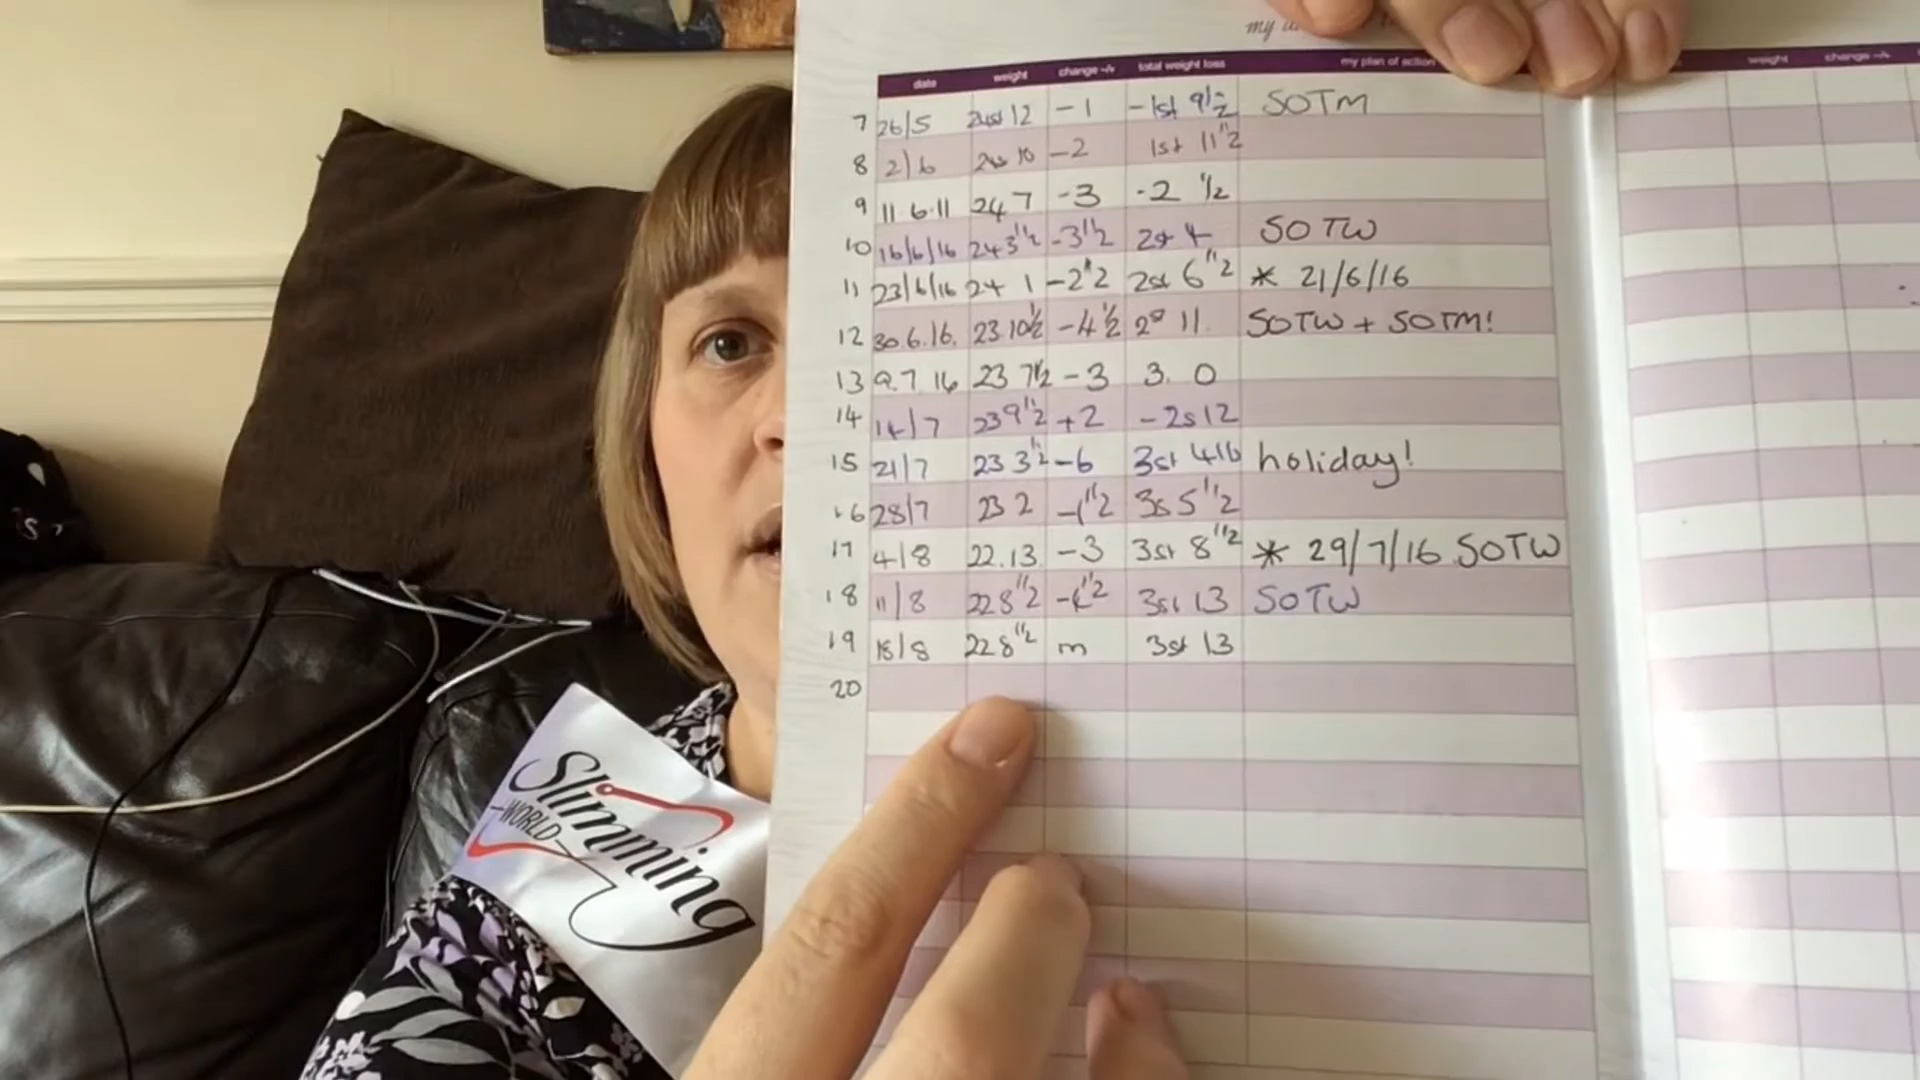 my
date weight change -/+ total weight loss my plan of action weight change -/+
7 26/5 24st 12 -1 -1st 9½ SOTM
8 2/6 24s 10 -2 1st 11½
9 11.6.11 24 7 -3 -2 ½
10 16/6/16 24 3½ -3½ 2st 4 SOTW
11 23/6/16 24 1 -2½ 2st 6½ * 21/6/16
12 30.6.16. 23 10½ -4½ 2st 11. SOTW + SOTM!
13 9.7 16 23 7½ -3 3. 0
14 14/7 23 9½ +2 -2s 12
15 21/7 23 3½ -6 3st 4lb holiday!
16 28/7 23 2 -1½ 3s 5½
17 4/8 22.13 -3 3st 8½ * 29/7/16 SOTW
18 11/8 22 8½ -4½ 3st 13 SOTW
19 18/8 22 8½ m 3st 13
20
Slimming
WORLD